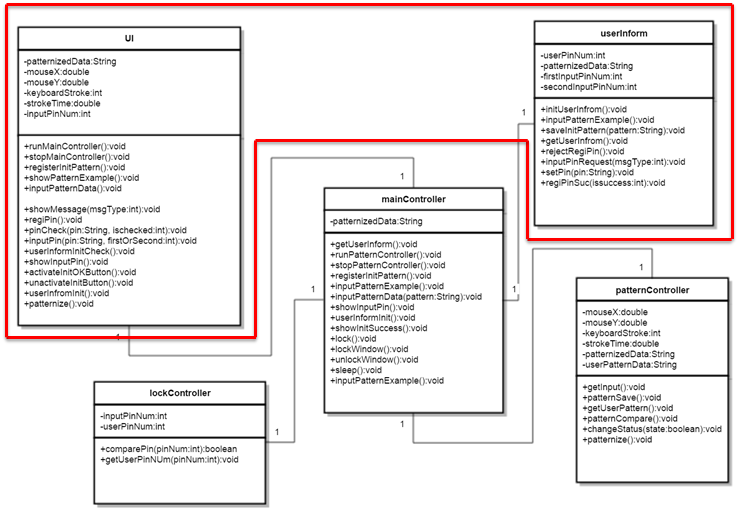 UI
-patternizedData:String
-mouseX:double
-mouseY:double
-keyboardStroke:int
-strokeTime:double
-inputPinNum:int
+runMainController():void
+stopMainController():void
+registerInitPattern():void
+showPatternExample():void
+inputPatternData():void
+showMessage(msgType:int):void
+regiPin():void
+pinCheck(pin:String, ischecked:int):void
+inputPin(pin:String, firstOrSecond:int):void
+userInformInitCheck():void
+showInputPin():void
+activateInitOKButton():void
+unactivateInitButton():void
+userInfromInit():void
+patternize():void
1
userInform
-userPinNum:int
-patternizedData:String
-firstInputPinNum:int
-secondInputPinNum:int
+initUserInfrom():void
+inputPatternExample():void
+saveInitPattern(pattern:String):void
+getUserInfrom():void
+rejectRegiPin():void
+inputPinRequest(msgType:int):void
+setPin(pin:String):void
+regiPinSuc(issuccess:int):void
1
1
mainController
-patternizedData:String
+getUserInform():void
+runPatternController():void
+stopPatternController():void
+registerInitPattern():void
+inputPatternExample():void
+inputPatternData(pattern:String):void
+showInputPin():void
+userInformInit():void
+showInitSuccess():void
+lock():void
+lockWindow():void
+unlockWindow():void
+sleep():void
+inputPatternExample():void
1
1
1
1
patternController
-mouseX:double
-mouseY:double
-keyboardStroke:int
-strokeTime:double
-patternizedData:String
-userPatternData:String
+getInput():void
+patternSave():void
+getUserPattern():void
+patternCompare():void
+changeStatus(state:boolean):void
+patternize():void
lockController
-inputPinNum:int
-userPinNum:int
+comparePin(pinNum:int):boolean
+getUserPinNUm(pinNum:int):void
1